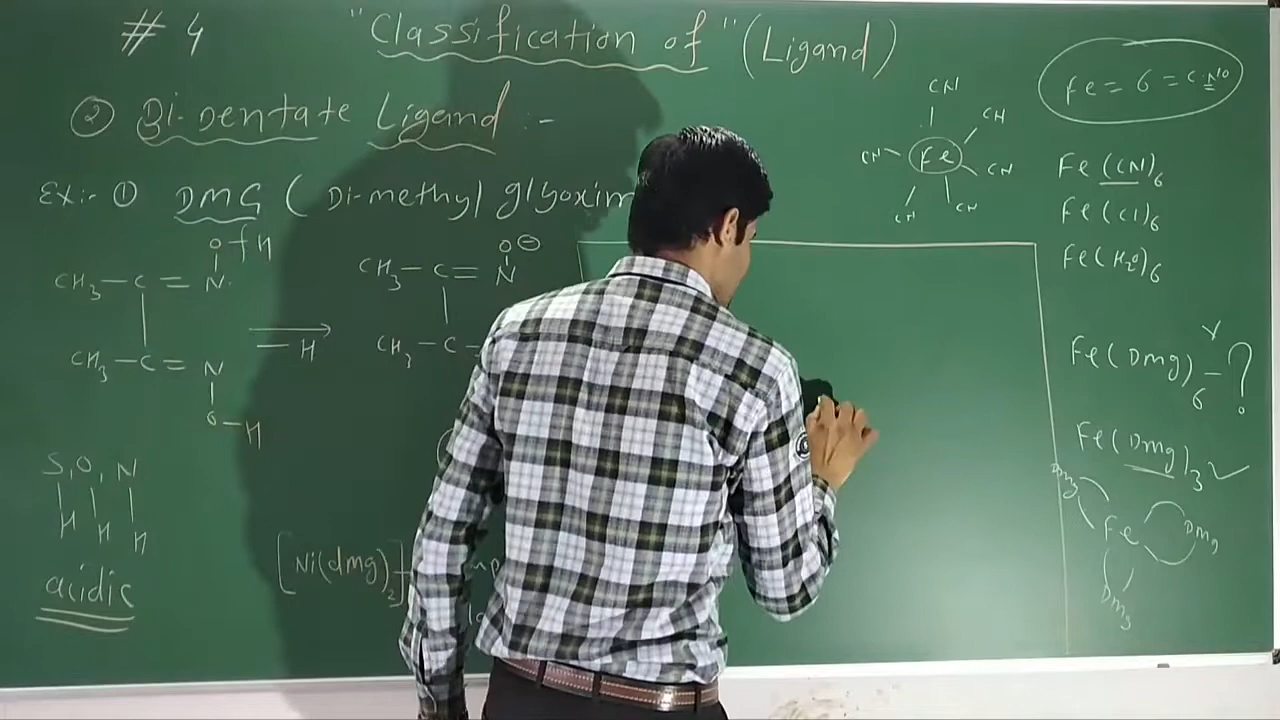 # 4 "Classification of" (Ligand)
② Bi-Dentate Ligand :-
Ex:- ① DMG ( Di-methyl glyoxim
O H
CH3 - C = N
CH3 - C = N
O - H
- H
O ⊖
CH3 - C = N
CH3 - C -
S, O, N
H H H
acidic
[Ni(dmg)2]
CN
CN CN
Fe
CN CN
CN
Fe = 6 = C.No
Fe (CN)6
Fe (Cl)6
Fe (H2O)6
Fe (Dmg)6 - ?
Fe (Dmg)3 ✓
Dmg
Fe Dmg
Dmg